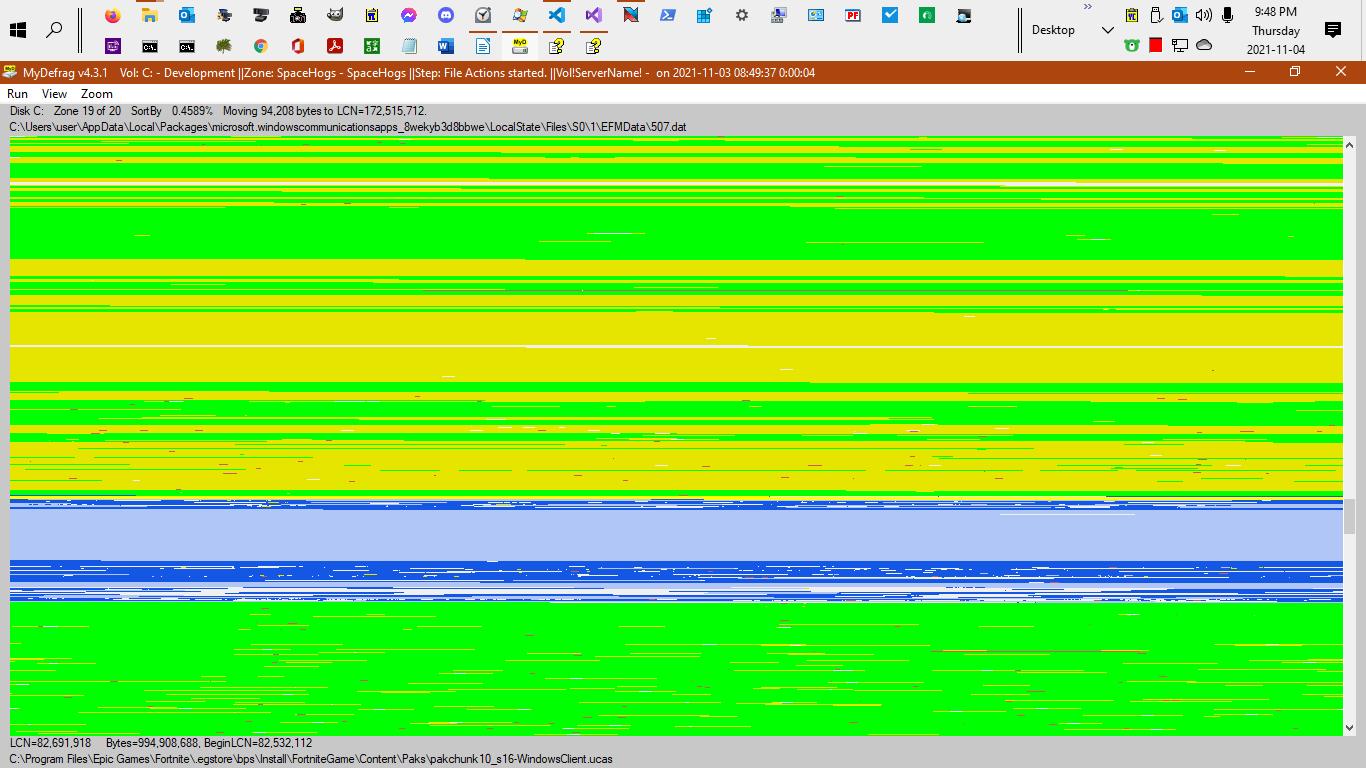 9:48 PM
Thursday
2021-11-04
Desktop
MyDefrag v4.3.1 Vol: C: - Development ||Zone: SpaceHogs - SpaceHogs ||Step: File Actions started. ||Vol!ServerName! - on 2021-11-03 08:49:37 0:00:04
Run View Zoom
Disk C: Zone 19 of 20 SortBy 0.4589% Moving 94,208 bytes to LCN=172,515,712.
C:\Users\user\AppData\Local\Packages\microsoft.windowscommunicationsapps_8wekyb3d8bbwe\LocalState\Files\S0\1\EFMData\507.dat
LCN=82,691,918 Bytes=994,908,688, BeginLCN=82,532,112
C:\Program Files\Epic Games\Fortnite\.egstore\bps\Install\FortniteGame\Content\Paks\pakchunk10_s16-WindowsClient.ucas